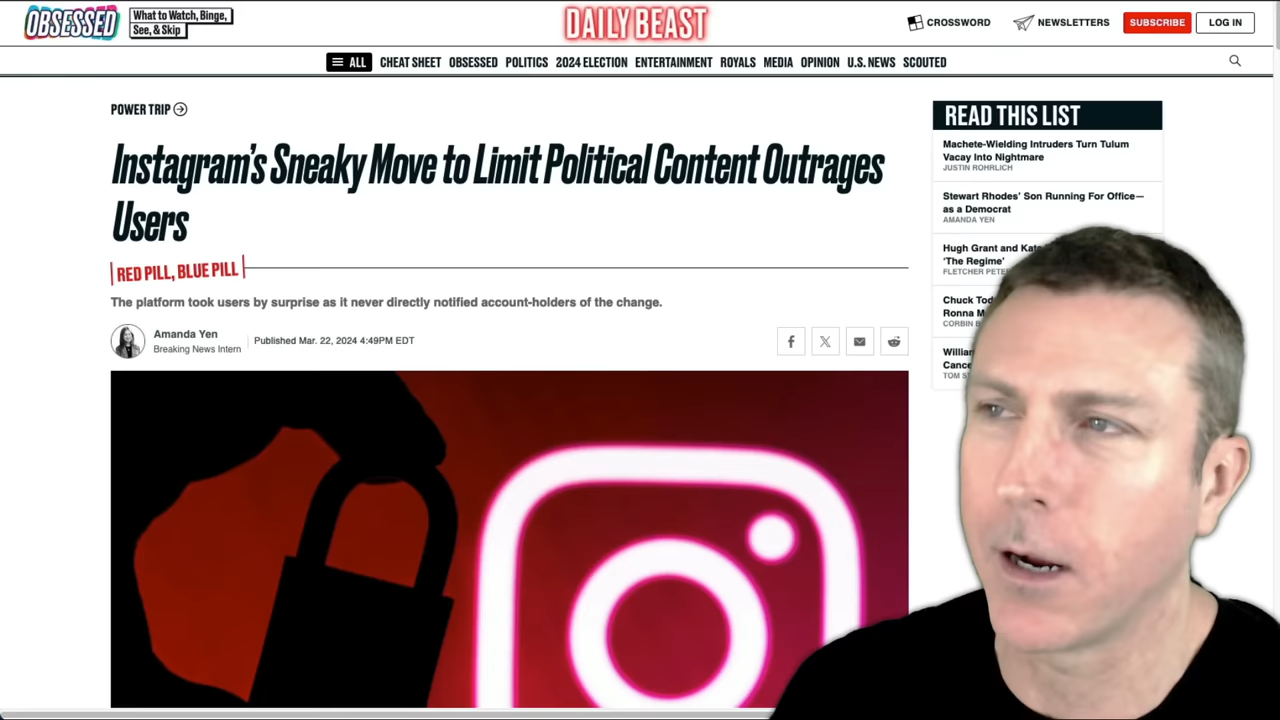 OBSESSED
What to Watch, Binge,
See, & Skip
DAILY BEAST
CROSSWORD
NEWSLETTERS
SUBSCRIBE
LOG IN
ALL
CHEAT SHEET
OBSESSED
POLITICS
2024 ELECTION
ENTERTAINMENT
ROYALS
MEDIA
OPINION
U.S. NEWS
SCOUTED
POWER TRIP
Instagram's Sneaky Move to Limit Political Content Outrages
Users
RED PILL, BLUE PILL
The platform took users by surprise as it never directly notified account-holders of the change.
Amanda Yen
Breaking News Intern
Published Mar. 22, 2024 4:49PM EDT
READ THIS LIST
Machete-Wielding Intruders Turn Tulum
Vacay Into Nightmare
JUSTIN ROHRLICH
Stewart Rhodes' Son Running For Office—
as a Democrat
AMANDA YEN
Hugh Grant and
'The Regime'
FLETCHER
Chuck
Ronna
CORBIN
TOM